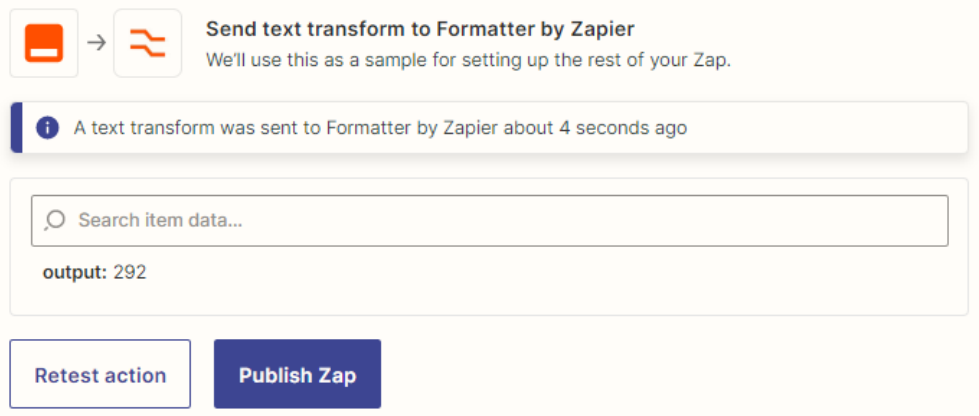 Send text transform to Formatter by Zapier
We'll use this as a sample for setting up the rest of your Zap.
A text transform was sent to Formatter by Zapier about 4 seconds ago
Search item data...
output: 292
Retest action
Publish Zap